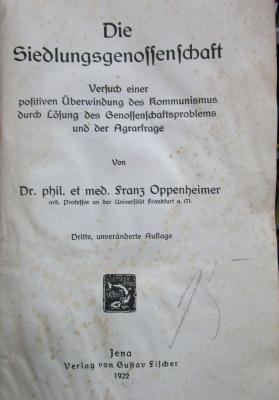 Die
Siedlungsgenossenschaft
Versuch einer
positiven Überwindung des Kommunismus
durch Lösung des Genossenschaftsproblems
und der Agrarfrage
Von
Dr. phil. et med. Franz Oppenheimer
ord. Professor an der Universität Frankfurt a. M.
Dritte, unveränderte Auflage
Jena
Verlag von Gustav Fischer
1922